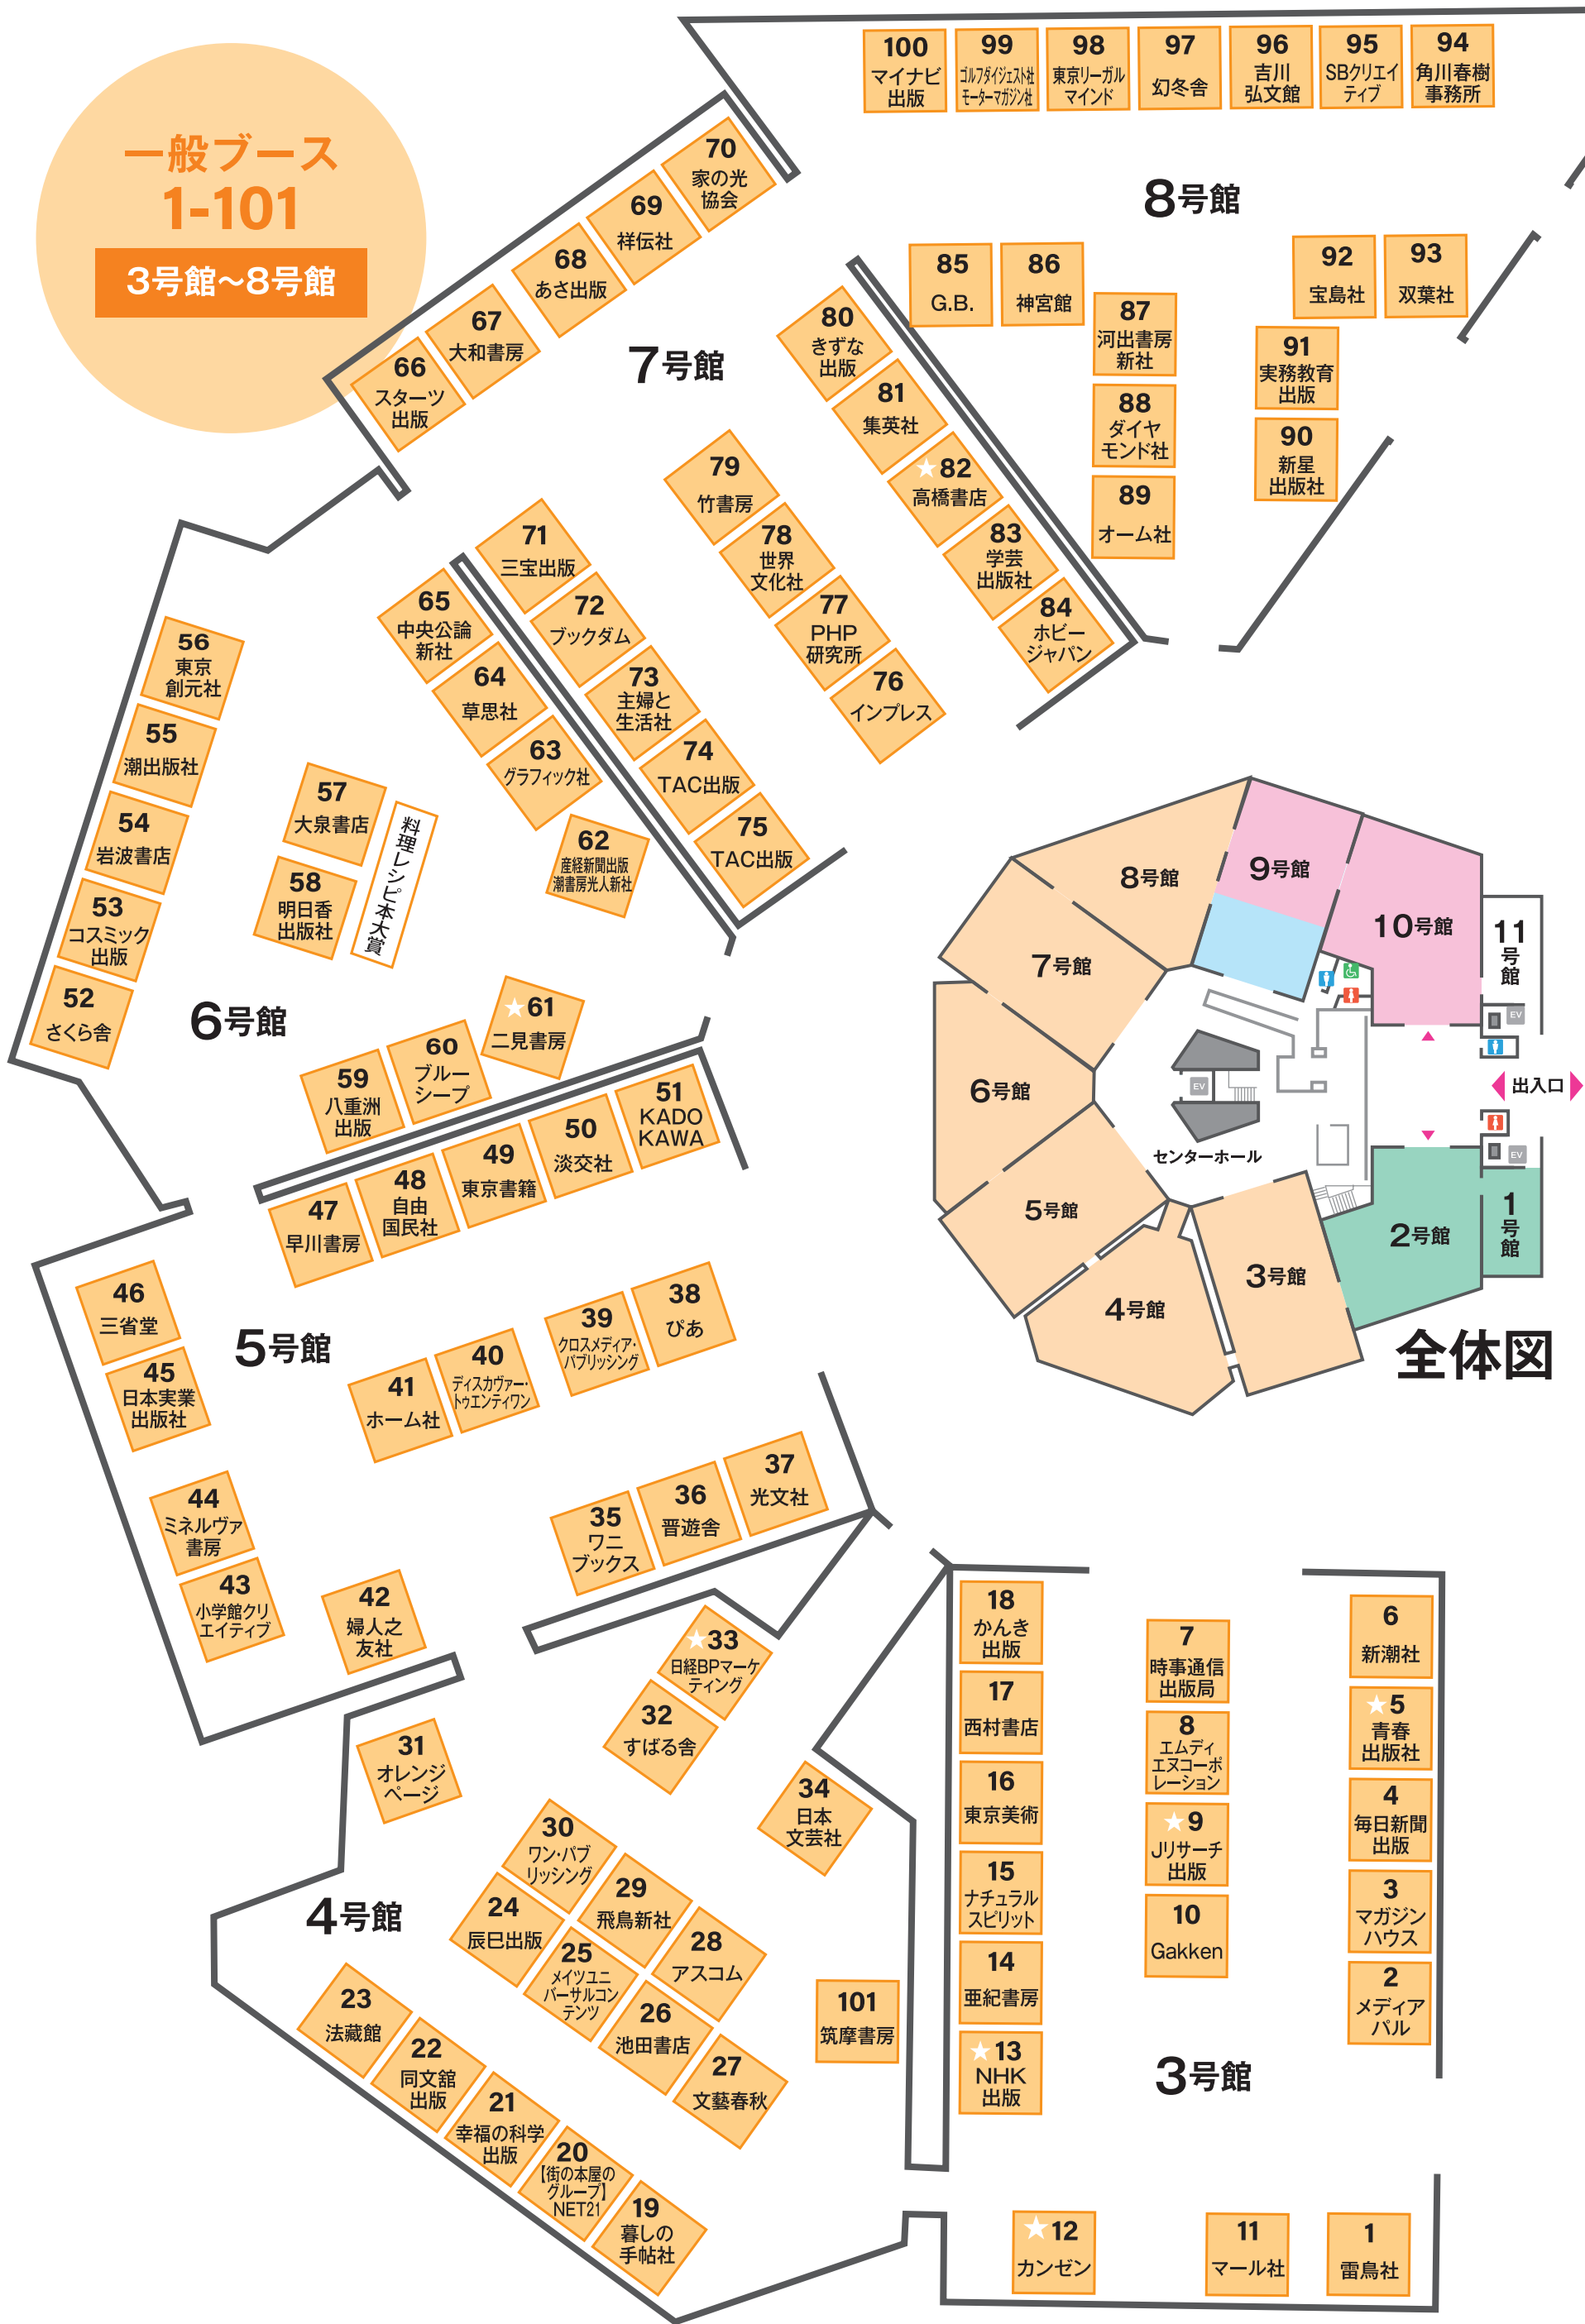 一般ブース
1-101
3号館～8号館
100
マイナビ
出版
99
ゴルフダイジェスト社
モーターマガジン社
98
東京リーガル
マインド
97
幻冬舎
96
吉川
弘文館
95
SBクリエイ
ティブ
94
角川春樹
事務所
8号館
85
G.B.
86
神宮館
87
河出書房
新社
88
ダイヤ
モンド社
89
オーム社
92
宝島社
93
双葉社
91
実務教育
出版
90
新星
出版社
70
家の光
協会
69
祥伝社
68
あさ出版
67
大和書房
66
スターツ
出版
7号館
80
きずな
出版
81
集英社
★82
高橋書店
83
学芸
出版社
84
ホビー
ジャパン
79
竹書房
78
世界
文化社
77
PHP
研究所
76
インプレス
71
三宝出版
72
ブックダム
73
主婦と
生活社
74
TAC出版
75
TAC出版
65
中央公論
新社
64
草思社
63
グラフィック社
62
産経新聞出版
潮書房光人新社
56
東京
創元社
55
潮出版社
54
岩波書店
53
コスミック
出版
52
さくら舎
57
大泉書店
58
明日香
出版社
料理レシピ本大賞
6号館
★61
二見書房
60
ブルー
シープ
59
八重洲
出版
51
KADO
KAWA
50
淡交社
49
東京書籍
48
自由
国民社
47
早川書房
46
三省堂
45
日本実業
出版社
5号館
38
ぴあ
39
クロスメディア・
パブリッシング
40
ディスカヴァー・
トゥエンティワン
41
ホーム社
44
ミネルヴァ
書房
43
小学館クリ
エイティブ
42
婦人之
友社
37
光文社
36
晋遊舎
35
ワニ
ブックス
8号館
9号館
10号館
11号館
7号館
6号館
5号館
4号館
3号館
2号館
1号館
EV
EV
EV
出入口
センターホール
全体図
★33
日経BPマーケ
ティング
32
すばる舎
31
オレンジ
ページ
34
日本
文芸社
30
ワン・パブ
リッシング
29
飛鳥新社
28
アスコム
24
辰巳出版
25
メイツユニ
バーサルコン
テンツ
26
池田書店
27
文藝春秋
4号館
23
法藏館
22
同文舘
出版
21
幸福の科学
出版
20
【街の本屋の
グループ】
NET21
19
暮しの
手帖社
101
筑摩書房
18
かんき
出版
17
西村書店
16
東京美術
15
ナチュラル
スピリット
14
亜紀書房
★13
NHK
出版
7
時事通信
出版局
8
エムディ
エヌコーポ
レーション
★9
Jリサーチ
出版
10
Gakken
6
新潮社
★5
青春
出版社
4
毎日新聞
出版
3
マガジン
ハウス
2
メディア
パル
3号館
★12
カンゼン
11
マール社
1
雷鳥社